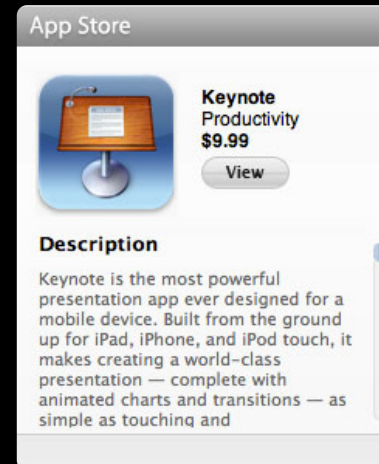 App Store
Keynote
Productivity
$9.99
View
Description
Keynote is the most powerful
presentation app ever designed for a
mobile device. Built from the ground
up for iPad, iPhone, and iPod touch, it
makes creating a world-class
presentation — complete with
animated charts and transitions — as
simple as touching and